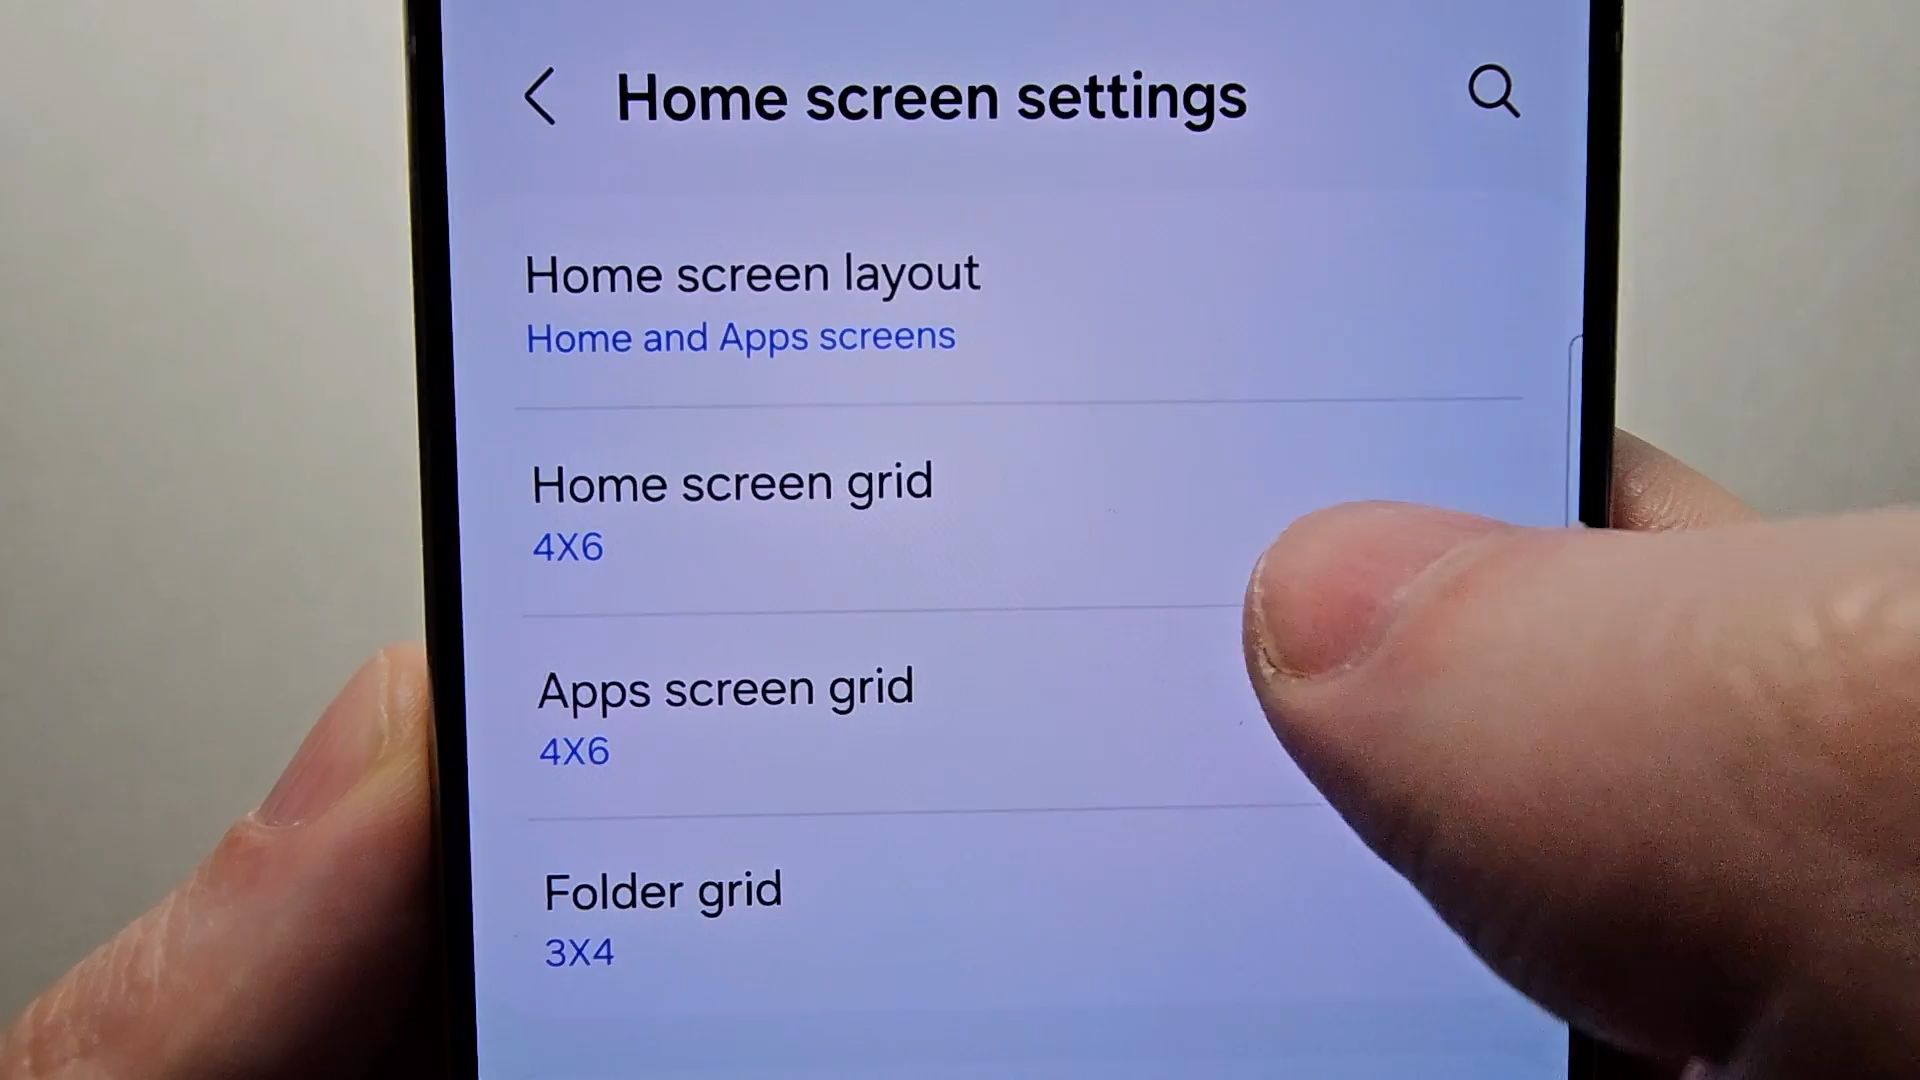 Home screen settings
Home screen layout
Home and Apps screens
Home screen grid
4X6
Apps screen grid
4X6
Folder grid
3X4